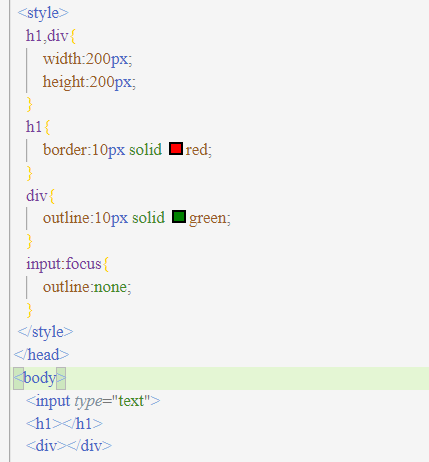 <style>
h1,div{
width:200px;
height:200px;
}
h1{
border:10px solid red;
}
div{
outline:10px solid green;
}
input:focus{
outline:none;
}
</style>
</head>
<body>
<input type="text">
<h1></h1>
<div></div>